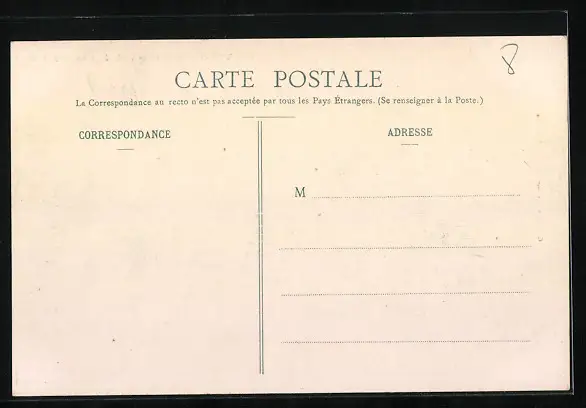 8
CARTE POSTALE
La Correspondance au recto n'est pas acceptée par tous les Pays Étrangers. (Se renseigner à la Poste.)
CORRESPONDANCE
ADRESSE
M